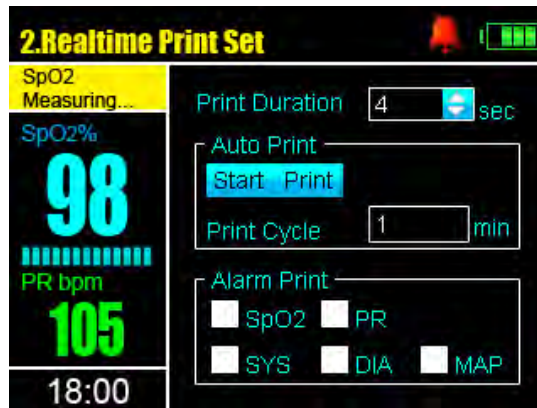 2.Realtime Print Set
SpO2
Measuring...
SpO2%
98
PR bpm
105
18:00
Print Duration 4 sec
Auto Print
Start Print
Print Cycle 1 min
Alarm Print
SpO2 PR
SYS DIA MAP